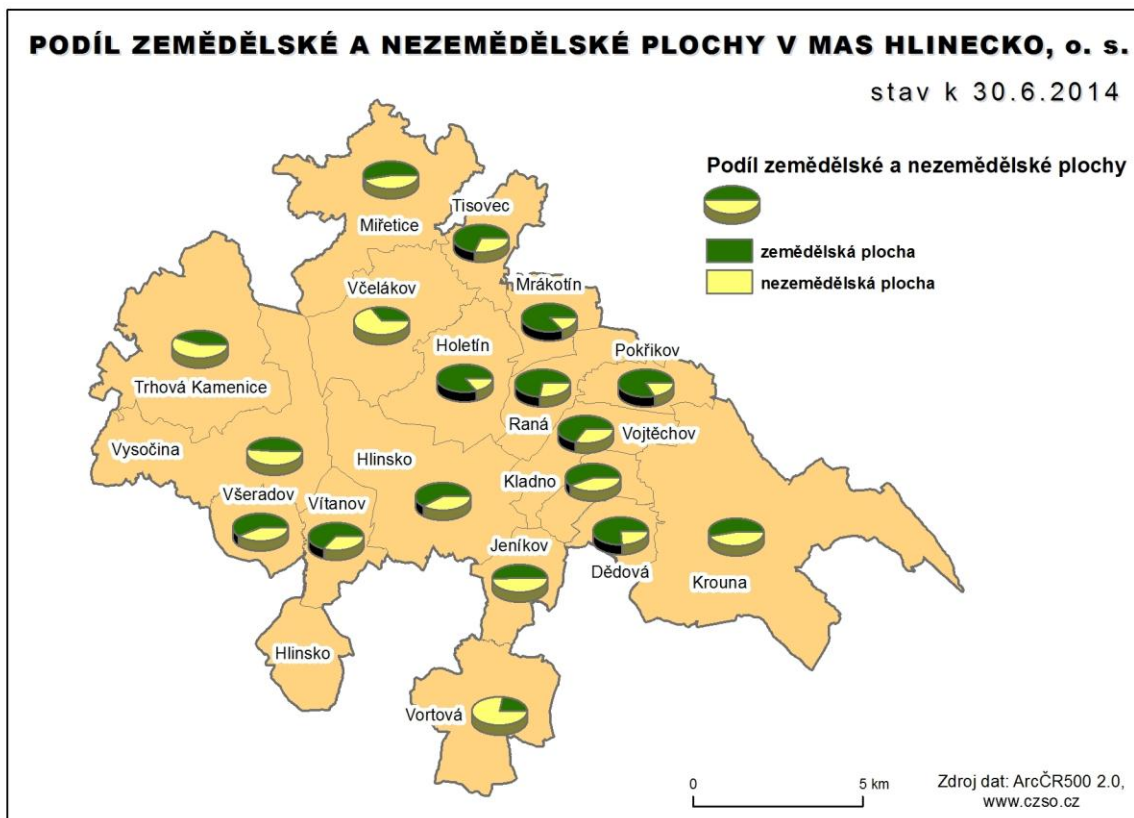 PODÍL ZEMĚDĚLSKÉ A NEZEMĚDĚLSKÉ PLOCHY V MAS HLINECKO, o. s.
stav k 30.6.2014
Podíl zemědělské a nezemědělské plochy
zemědělská plocha
nezemědělská plocha
Tisovec
Miřetice
Včelákov
Mrákotín
Holetín
Pokřikov
Trhová Kamenice
Raná
Vojtěchov
Vysočina
Hlinsko
Kladno
Všeradov
Vítanov
Jeníkov
Dědová
Krouna
Hlinsko
Vortová
0 5 km
Zdroj dat: ArcČR500 2.0,
www.czso.cz